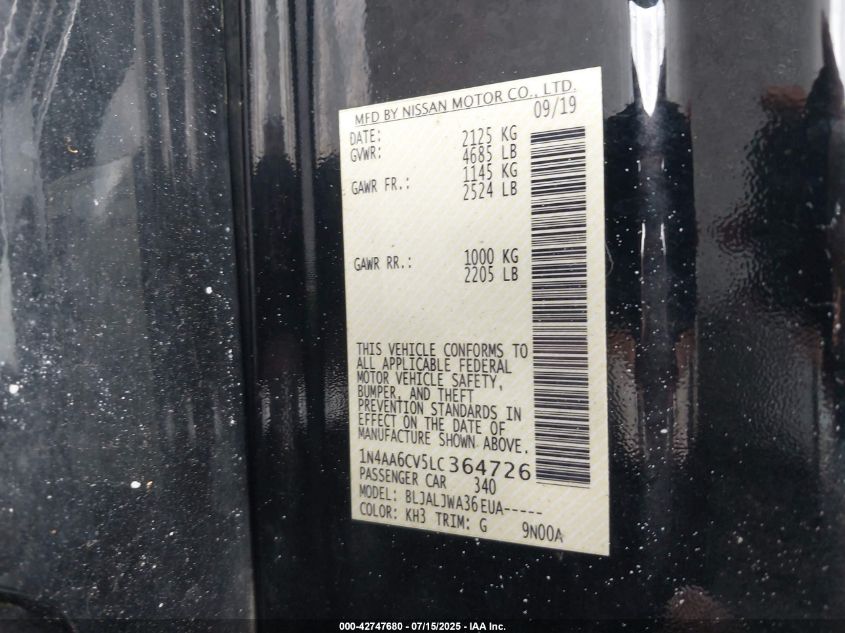 MFD BY NISSAN MOTOR CO., LTD.
DATE: 09/19
GVWR: 2125 KG
4685 LB
GAWR FR.: 1145 KG
2524 LB
GAWR RR.: 1000 KG
2205 LB
THIS VEHICLE CONFORMS TO
ALL APPLICABLE FEDERAL
MOTOR VEHICLE SAFETY,
BUMPER, AND THEFT
PREVENTION STANDARDS IN
EFFECT ON THE DATE OF
MANUFACTURE SHOWN ABOVE.
1N4AA6CV5LC364726
PASSENGER CAR 340
MODEL: BLJALJWA36EUA-----
COLOR: KH3 TRIM: G 9N00A
000-42747680 - 07/15/2025 - IAA Inc.